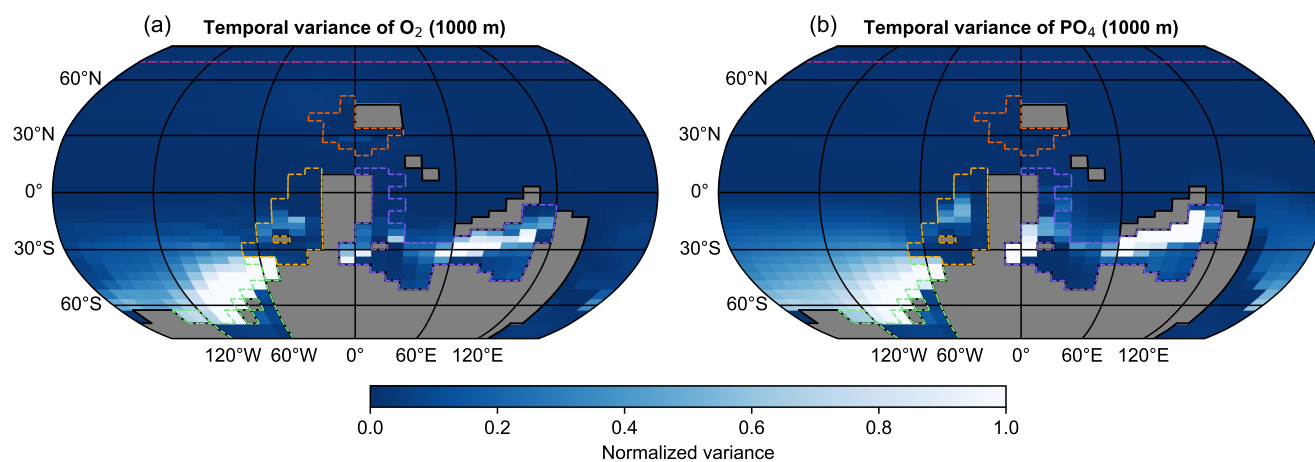 (a) Temporal variance of O₂ (1000 m)
(b) Temporal variance of PO₄ (1000 m)
60°N
30°N
0°
30°S
60°S
120°W 60°W 0° 60°E 120°E
60°N
30°N
0°
30°S
60°S
120°W 60°W 0° 60°E 120°E
0.0 0.2 0.4 0.6 0.8 1.0
Normalized variance